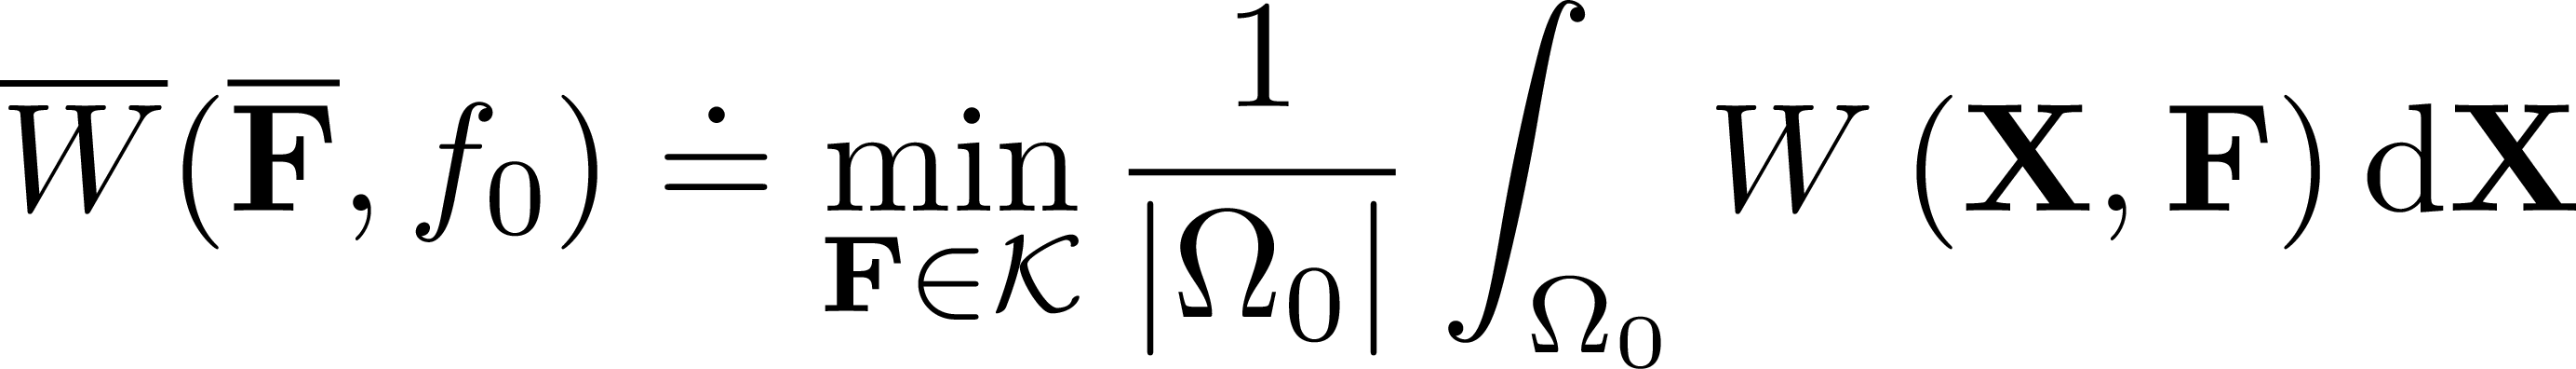 $\overline{W}(\overline{\mathbf{F}}, f_0) \doteq \min_{\mathbf{F} \in \mathcal{K}} \frac{1}{|\Omega_0|} \int_{\Omega_0} W(\mathbf{X}, \mathbf{F}) \, \mathrm{d}\mathbf{X}$